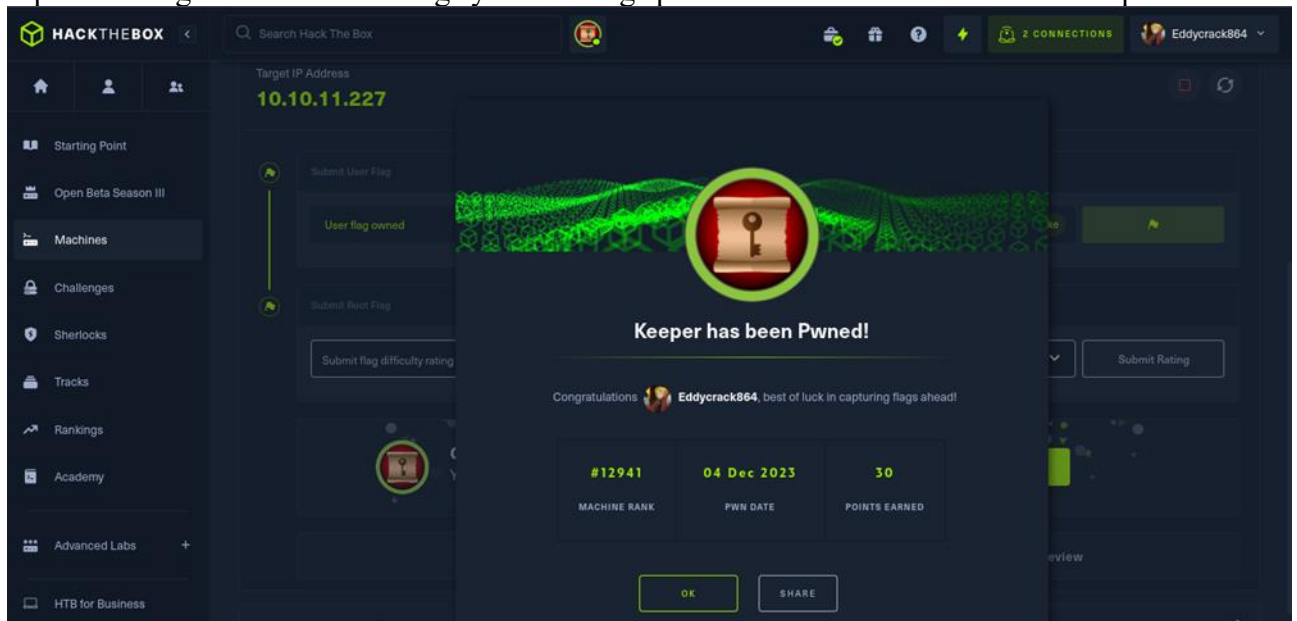 HACKTHEBOX
Search Hack The Box
2 CONNECTIONS
Eddycrack864
Target IP Address
10.10.11.227
Starting Point
Open Beta Season III
Machines
Challenges
Sherlocks
Tracks
Rankings
Academy
Advanced Labs +
HTB for Business
Submit User Flag
User flag owned
Submit Root Flag
Submit flag difficulty rating
Submit Rating
Keeper has been Pwned!
Congratulations Eddycrack864, best of luck in capturing flags ahead!
#12941 04 Dec 2023 30
MACHINE RANK PWN DATE POINTS EARNED
OK SHARE